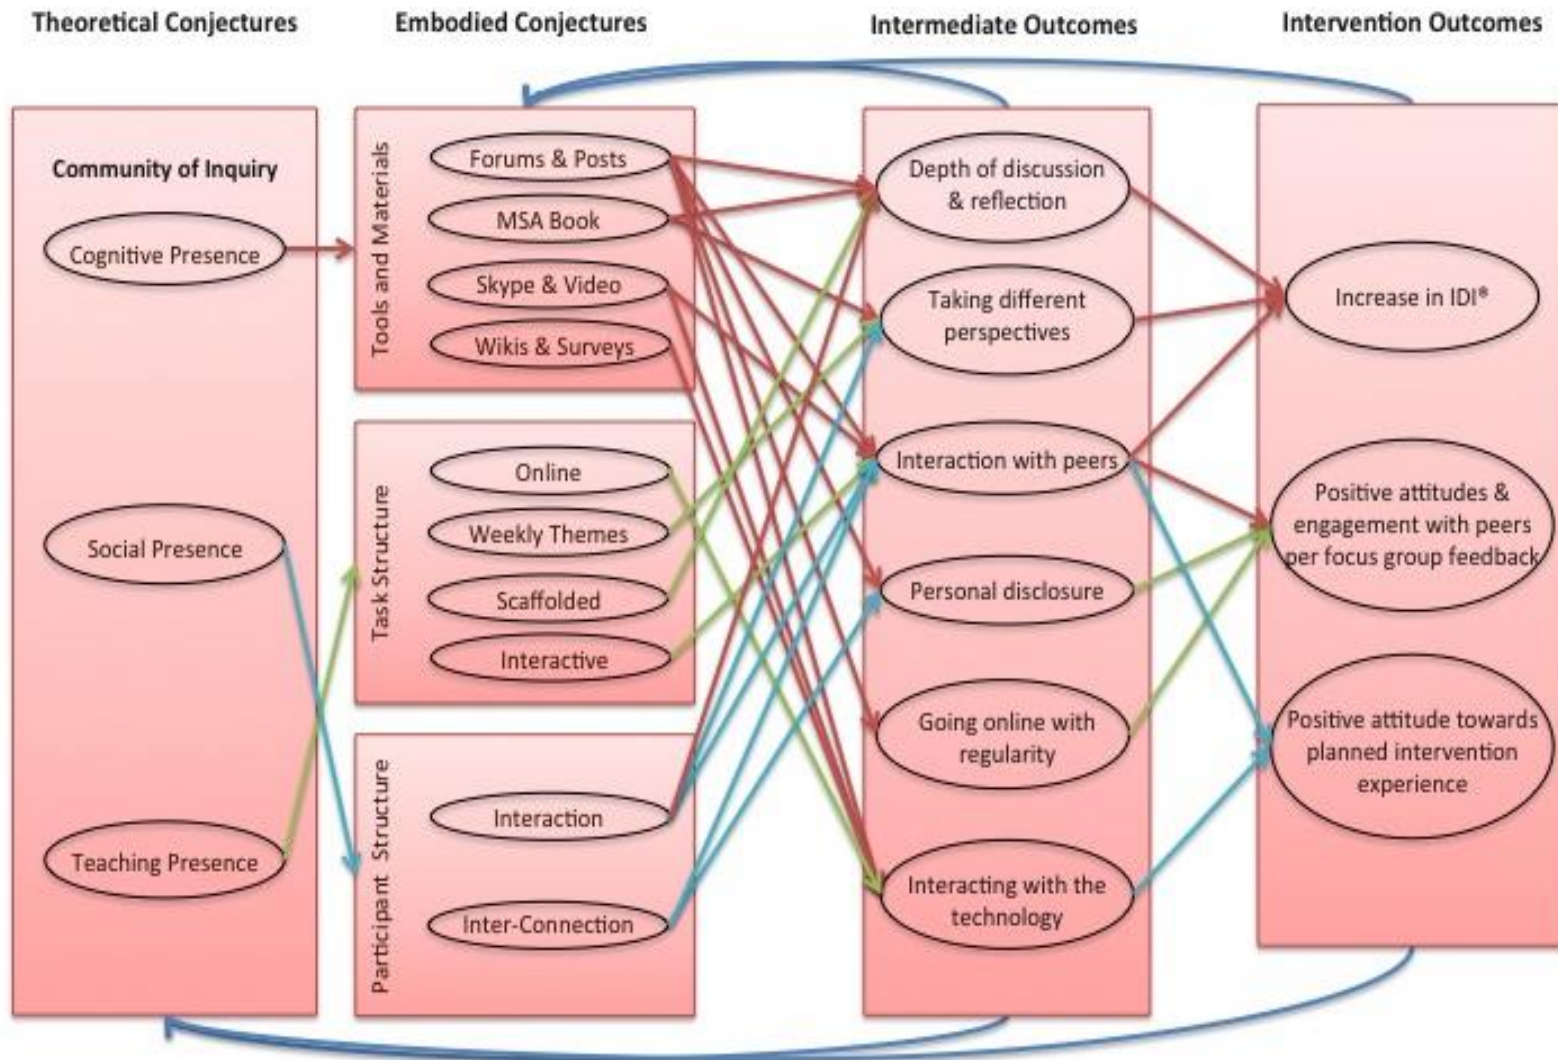 Theoretical Conjectures
Embodied Conjectures
Intermediate Outcomes
Intervention Outcomes
Community of Inquiry
Cognitive Presence
Social Presence
Teaching Presence
Tools and Materials
Forums & Posts
MSA Book
Skype & Video
Wikis & Surveys
Task Structure
Online
Weekly Themes
Scaffolded
Interactive
Participant Structure
Interaction
Inter-Connection
Depth of discussion
& reflection
Taking different
perspectives
Interaction with peers
Personal disclosure
Going online with
regularity
Interacting with the
technology
Increase in IDI®
Positive attitudes &
engagement with peers
per focus group feedback
Positive attitude towards
planned intervention
experience